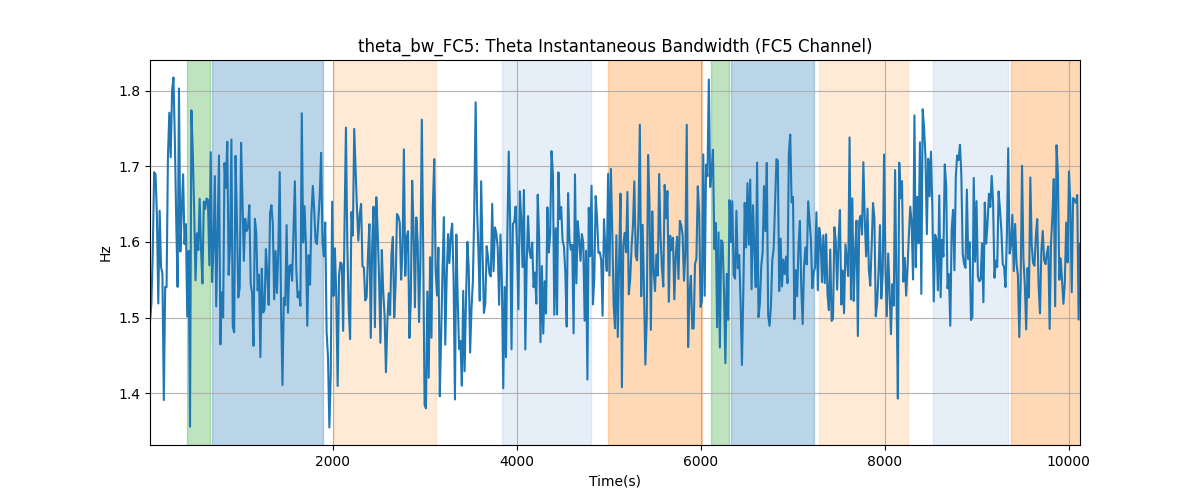 theta_bw_FC5: Theta Instantaneous Bandwidth (FC5 Channel)
1.8
1.7
1.6
1.5
1.4
Hz
2000 4000 6000 8000 10000
Time(s)